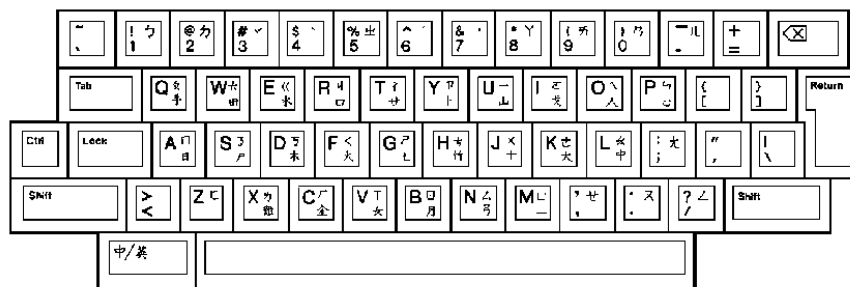 ~ ` ! ㄅ 1 @ ㄉ 2 # ˇ 3 $ ˋ 4 % ㄓ 5 ^ ˊ 6 & ˙ 7 * ㄚ 8 ( ㄞ 9 ) ㄢ 0 — ㄦ - + =
Tab Q ㄆ 手 W ㄊ 田 E ㄍ 水 R ㄐ 口 T ㄔ 廿 Y ㄗ 卜 U ㄧ 山 I ㄛ 戈 O ㄟ 人 P ㄣ 心 { [ } ] Return
Ctrl Lock A ㄇ 日 S ㄋ 尸 D ㄎ 木 F ㄑ 火 G ㄕ 土 H ㄘ 竹 J ㄨ 十 K ㄜ 大 L ㄠ 中 : ㄤ ; " ' | \
Shift > < Z ㄈ X ㄌ 難 C ㄏ 金 V ㄒ 女 B ㄖ 月 N ㄙ 弓 M ㄩ 一 , ㄝ . ㄡ ? ㄥ / Shift
中/英